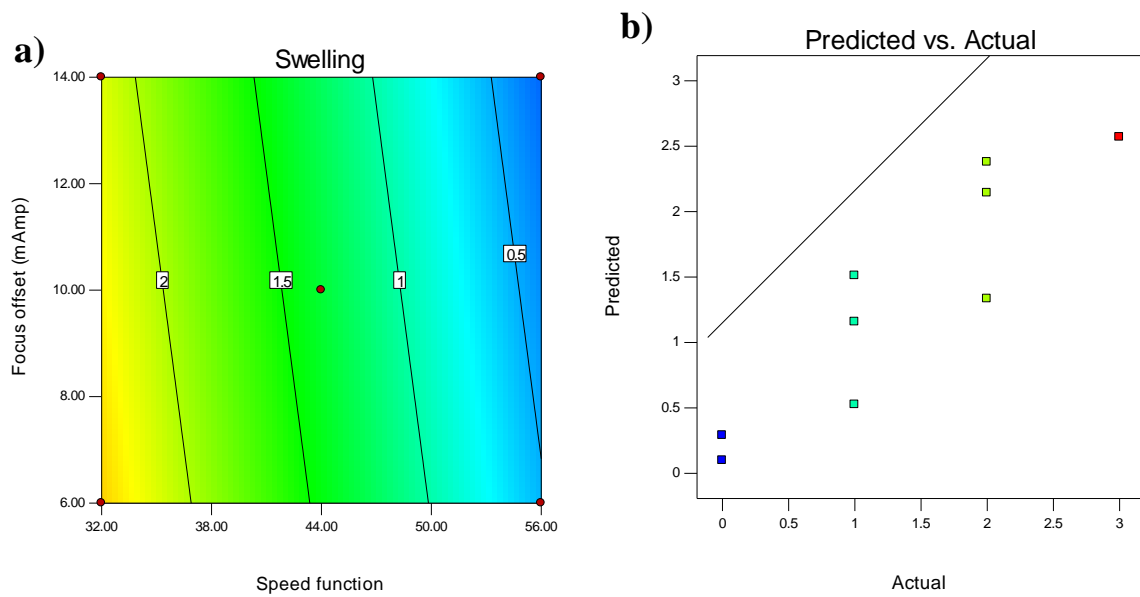 a)
Swelling
14.00
12.00
10.00
8.00
6.00
32.00 38.00 44.00 50.00 56.00
2
1.5
1
0.5
Focus offset (mAmp)
Speed function
b)
Predicted vs. Actual
3
2.5
2
1.5
1
0.5
0
0 0.5 1 1.5 2 2.5 3
Predicted
Actual